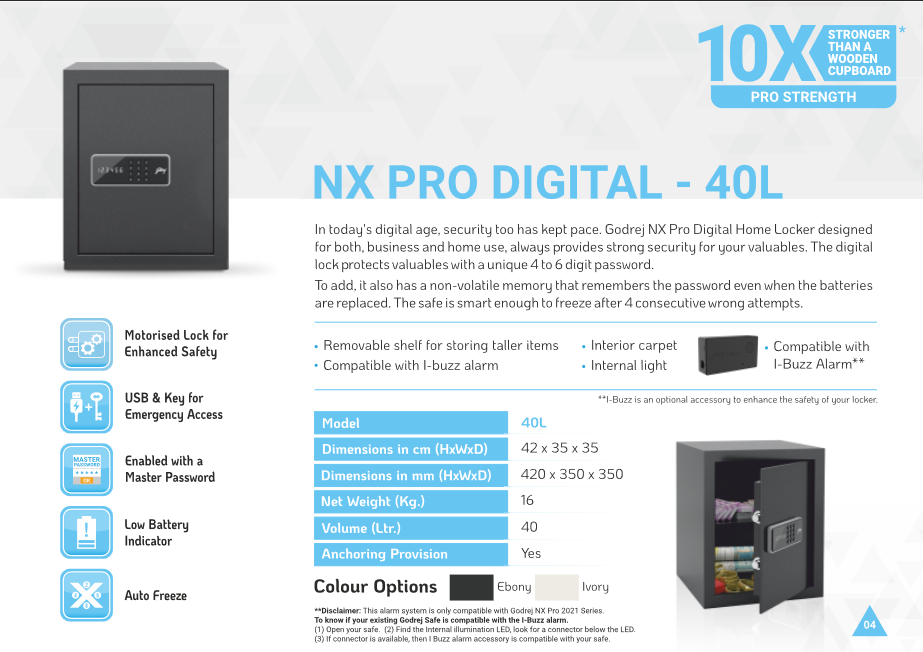 10X
STRONGER
THAN A
WOODEN
CUPBOARD
*
PRO STRENGTH
123456
NX PRO DIGITAL - 40L
In today's digital age, security too has kept pace. Godrej NX Pro Digital Home Locker designed
for both, business and home use, always provides strong security for your valuables. The digital
lock protects valuables with a unique 4 to 6 digit password.
To add, it also has a non-volatile memory that remembers the password even when the batteries
are replaced. The safe is smart enough to freeze after 4 consecutive wrong attempts.
Motorised Lock for
Enhanced Safety
USB & Key for
Emergency Access
MASTER
PASSWORD
*****
OK
Enabled with a
Master Password
Low Battery
Indicator
Auto Freeze
• Removable shelf for storing taller items
• Compatible with I-buzz alarm
• Interior carpet
• Internal light
• Compatible with
I-Buzz Alarm**
**I-Buzz is an optional accessory to enhance the safety of your locker.
Model 40L
Dimensions in cm (HxWxD) 42 x 35 x 35
Dimensions in mm (HxWxD) 420 x 350 x 350
Net Weight (Kg.) 16
Volume (Ltr.) 40
Anchoring Provision Yes
Colour Options Ebony Ivory
**Disclaimer: This alarm system is only compatible with Godrej NX Pro 2021 Series.
To know if your existing Godrej Safe is compatible with the I-Buzz alarm.
(1) Open your safe. (2) Find the Internal illumination LED, look for a connector below the LED.
(3) If connector is available, then I Buzz alarm accessory is compatible with your safe.
04